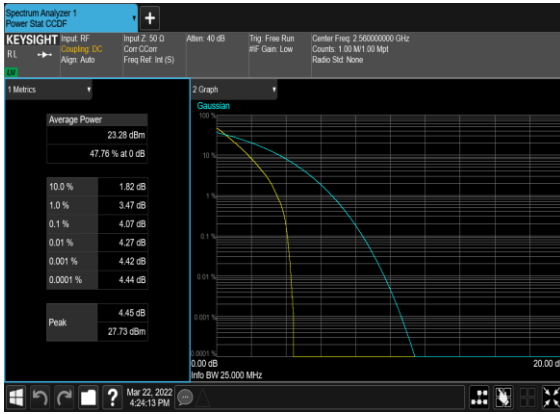 Spectrum Analyzer 1
Power Stat CCDF
+
KEYSIGHT
RL
Input: RF
Coupling: DC
Align: Auto
Input Z: 50 Ω
Corr CCorr
Freq Ref: Int (S)
Atten: 40 dB
Trig: Free Run
#IF Gain: Low
Center Freq: 2.560000000 GHz
Counts: 1.00 M/1.00 Mpt
Radio Std: None
1 Metrics
Average Power
23.28 dBm
47.76 % at 0 dB
10.0 % 1.82 dB
1.0 % 3.47 dB
0.1 % 4.07 dB
0.01 % 4.27 dB
0.001 % 4.42 dB
0.0001 % 4.44 dB
Peak
4.45 dB
27.73 dBm
2 Graph
Gaussian
100 %
10 %
1 %
0.1 %
0.01 %
0.001 %
0.0001 %
0.00 dB
20.00 dB
Info BW 25.000 MHz
?
Mar 22, 2022
4:24:13 PM